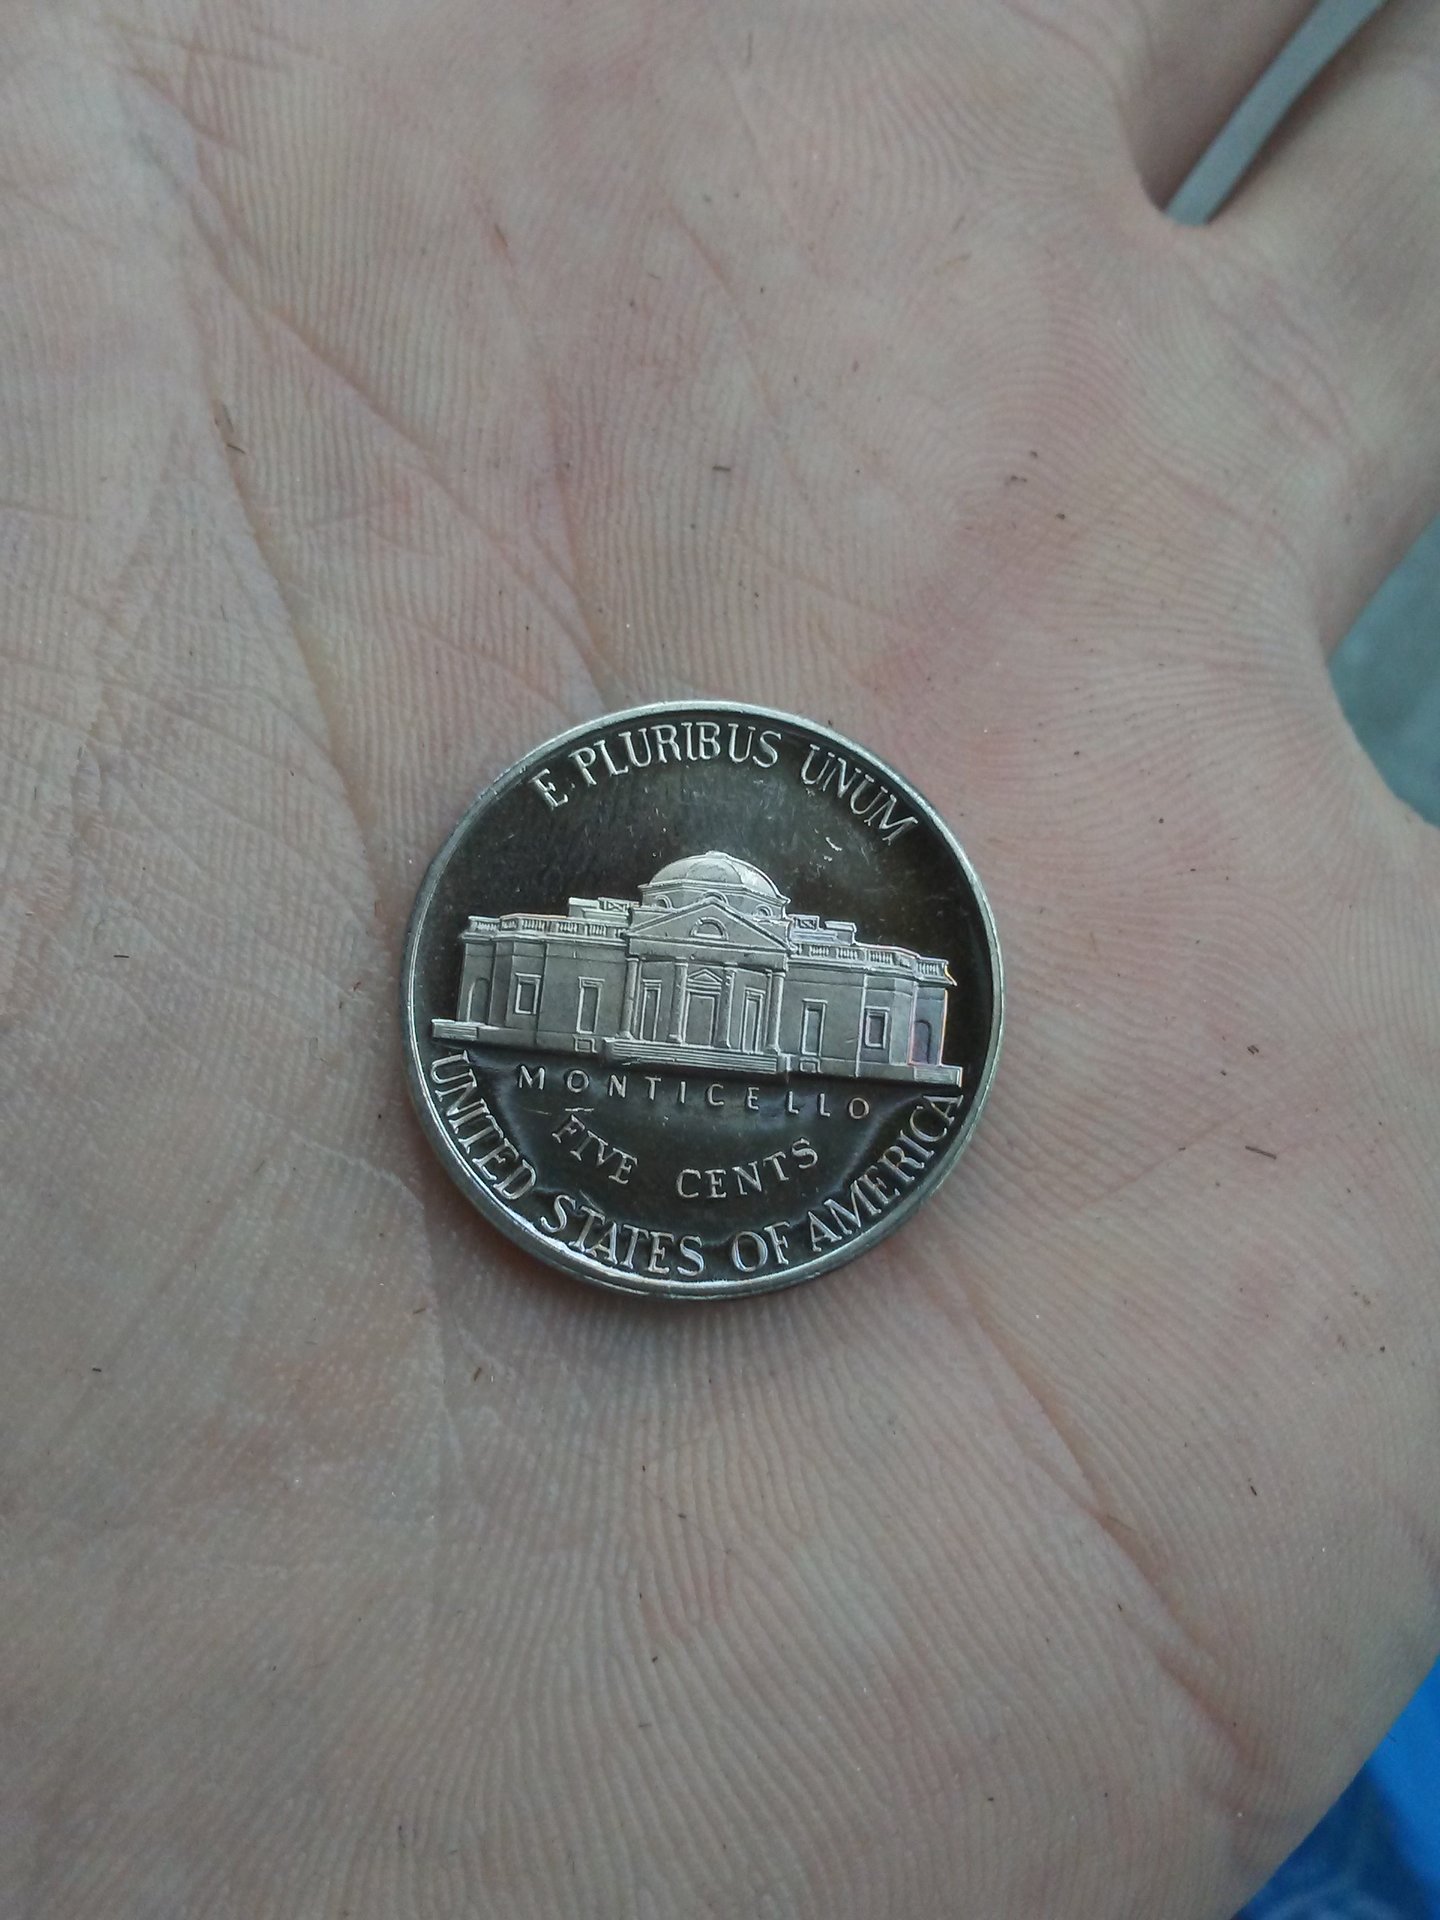 E PLURIBUS UNUM
MONTICELLO
FIVE CENTS
UNITED STATES OF AMERICA